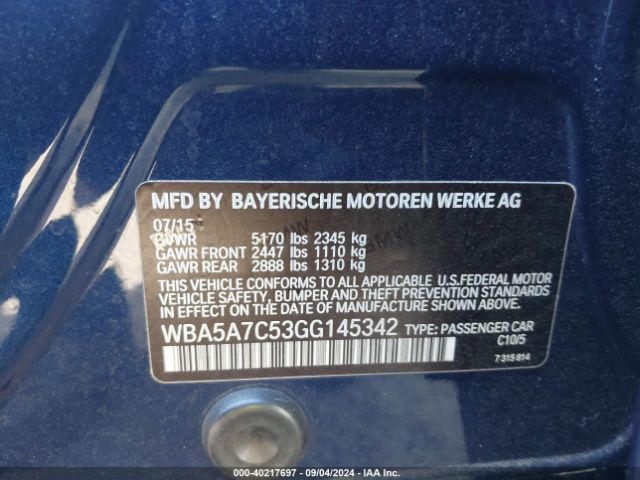 MFD BY BAYERISCHE MOTOREN WERKE AG
07/15
GVWR 5170 lbs 2345 kg
GAWR FRONT 2447 lbs 1110 kg
GAWR REAR 2888 lbs 1310 kg
THIS VEHICLE CONFORMS TO ALL APPLICABLE U.S.FEDERAL MOTOR
VEHICLE SAFETY, BUMPER AND THEFT PREVENTION STANDARDS
IN EFFECT ON THE DATE OF MANUFACTURE SHOWN ABOVE.
WBA5A7C53GG145342 TYPE: PASSENGER CAR
C10/5
7315814
000-40217697 - 09/04/2024 - IAA Inc.